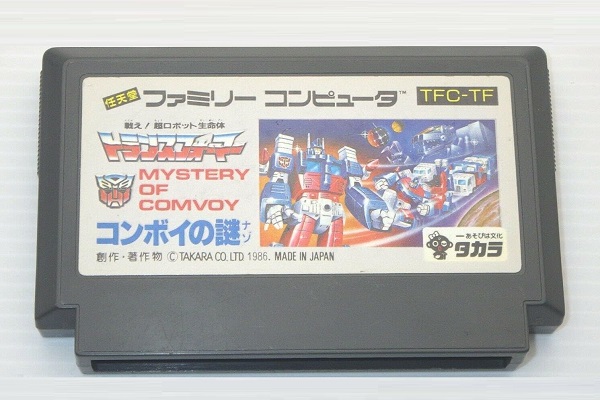 任天堂 ファミリー コンピュータ™ TFC-TF
戦え!超ロボット生命体
トランスフォーマー
MYSTERY
OF
COMVOY
コンボイの謎 ナゾ
一あそびは文化
タカラ
創作・著作物 ©TAKARA CO. LTD 1986. MADE IN JAPAN